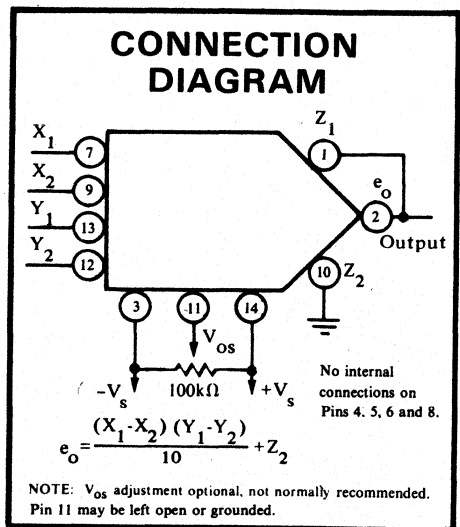 CONNECTION
DIAGRAM
X1
7
X2
9
Y1
13
Y2
12
Z1
1
eo
2
Output
10
Z2
3
11
14
Vos
-Vs
100kΩ
+Vs
No internal
connections on
Pins 4. 5, 6 and 8.
eo = (X1-X2) (Y1-Y2) / 10 + Z2
NOTE: Vos adjustment optional, not normally recommended.
Pin 11 may be left open or grounded.